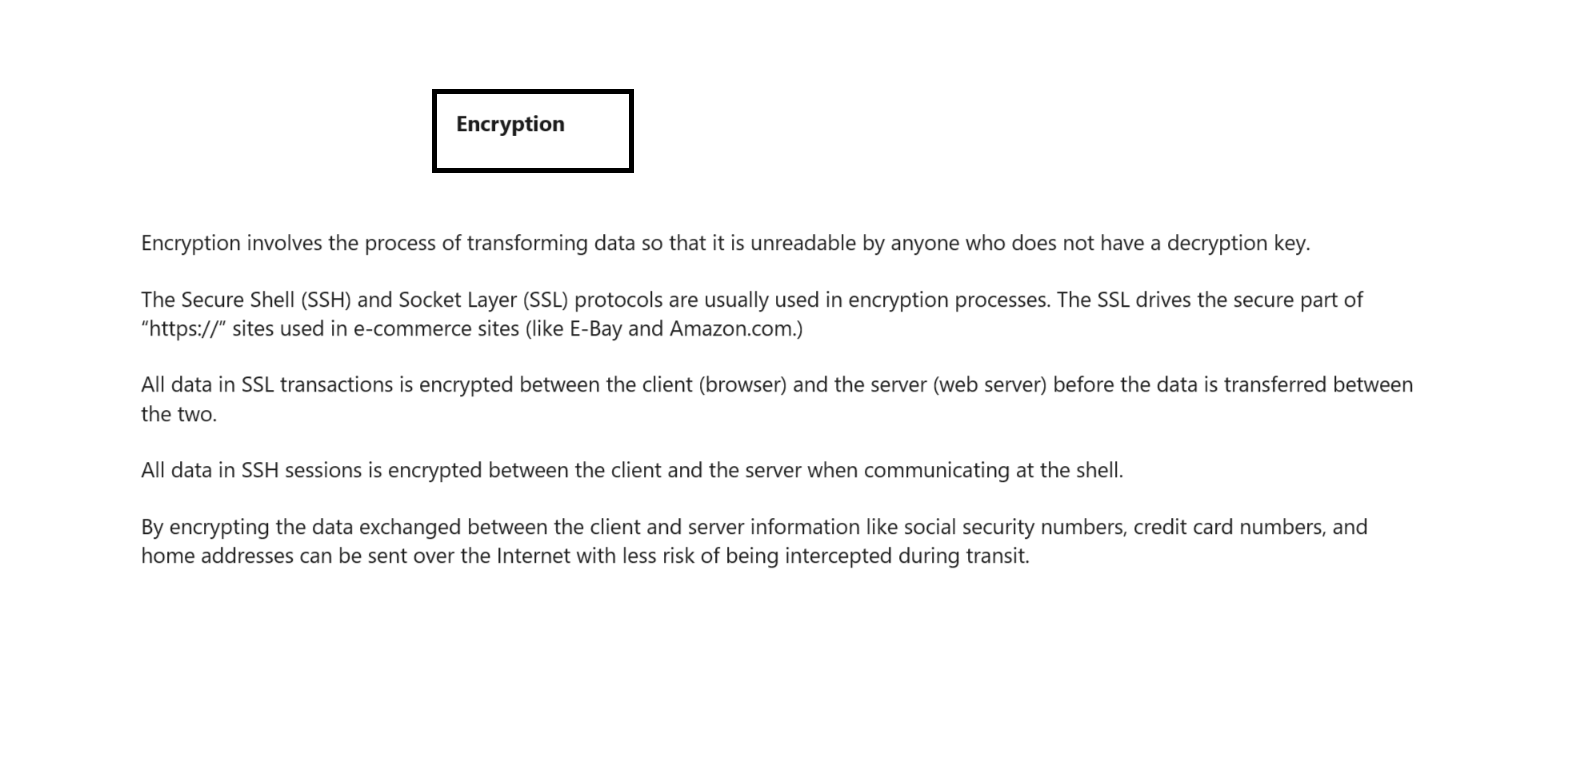 Encryption
Encryption involves the process of transforming data so that it is unreadable by anyone who does not have a decryption key.
The Secure Shell (SSH) and Socket Layer (SSL) protocols are usually used in encryption processes. The SSL drives the secure part of
“https://” sites used in e-commerce sites (like E-Bay and Amazon.com.)
All data in SSL transactions is encrypted between the client (browser) and the server (web server) before the data is transferred between
the two.
All data in SSH sessions is encrypted between the client and the server when communicating at the shell.
By encrypting the data exchanged between the client and server information like social security numbers, credit card numbers, and
home addresses can be sent over the Internet with less risk of being intercepted during transit.